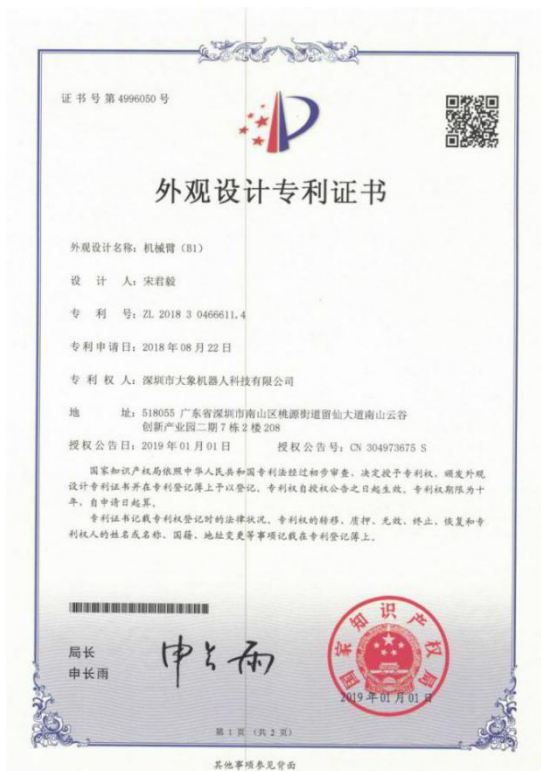 证书号第4996050号
外观设计专利证书
外观设计名称：机械臂（B1）
设计人：宋君毅
专利号：ZL 2018 3 0466611.4
专利申请日：2018年08月22日
专利权人：深圳市大象机器人科技有限公司
地址：518055 广东省深圳市南山区桃源街道留仙大道南山云谷
创新产业园二期7栋2楼208
授权公告日：2019年01月01日 授权公告号：CN 304973675 S
国家知识产权局依照中华人民共和国专利法经过初步审查，决定授予专利权，颁发外观
设计专利证书并在专利登记簿上予以登记。专利权自授权公告之日起生效。专利权期限为十
年，自申请日起算。
专利证书记载专利权登记时的法律状况。专利权的转移、质押、无效、终止、恢复和专
利权人的姓名或名称、国籍、地址变更等事项记载在专利登记簿上。
局长
申长雨
申长雨
国家知识产权局
2019年01月01日
第1页（共2页）
其他事项参见背面